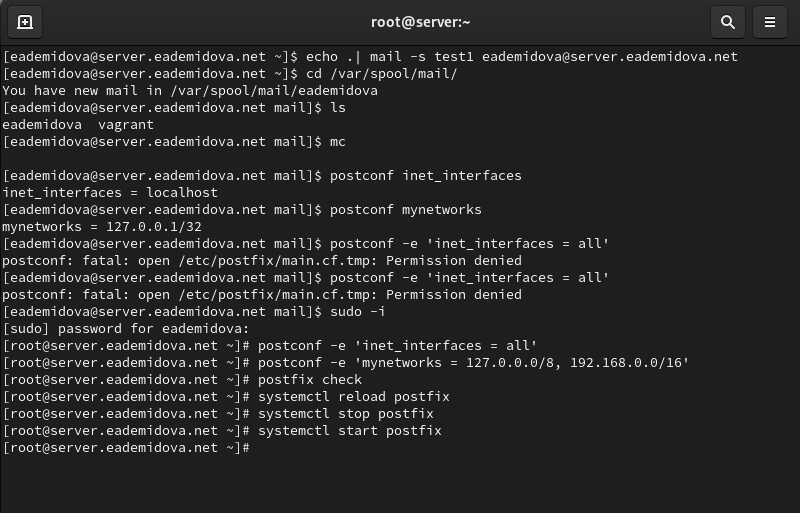 root@server:~
[eademidova@server.eademidova.net ~]$ echo .| mail -s test1 eademidova@server.eademidova.net
[eademidova@server.eademidova.net ~]$ cd /var/spool/mail/
You have new mail in /var/spool/mail/eademidova
[eademidova@server.eademidova.net mail]$ ls
eademidova  vagrant
[eademidova@server.eademidova.net mail]$ mc
[eademidova@server.eademidova.net mail]$ postconf inet_interfaces
inet_interfaces = localhost
[eademidova@server.eademidova.net mail]$ postconf mynetworks
mynetworks = 127.0.0.1/32
[eademidova@server.eademidova.net mail]$ postconf -e 'inet_interfaces = all'
postconf: fatal: open /etc/postfix/main.cf.tmp: Permission denied
[eademidova@server.eademidova.net mail]$ postconf -e 'inet_interfaces = all'
postconf: fatal: open /etc/postfix/main.cf.tmp: Permission denied
[eademidova@server.eademidova.net mail]$ sudo -i
[sudo] password for eademidova:
[root@server.eademidova.net ~]# postconf -e 'inet_interfaces = all'
[root@server.eademidova.net ~]# postconf -e 'mynetworks = 127.0.0.0/8, 192.168.0.0/16'
[root@server.eademidova.net ~]# postfix check
[root@server.eademidova.net ~]# systemctl reload postfix
[root@server.eademidova.net ~]# systemctl stop postfix
[root@server.eademidova.net ~]# systemctl start postfix
[root@server.eademidova.net ~]#